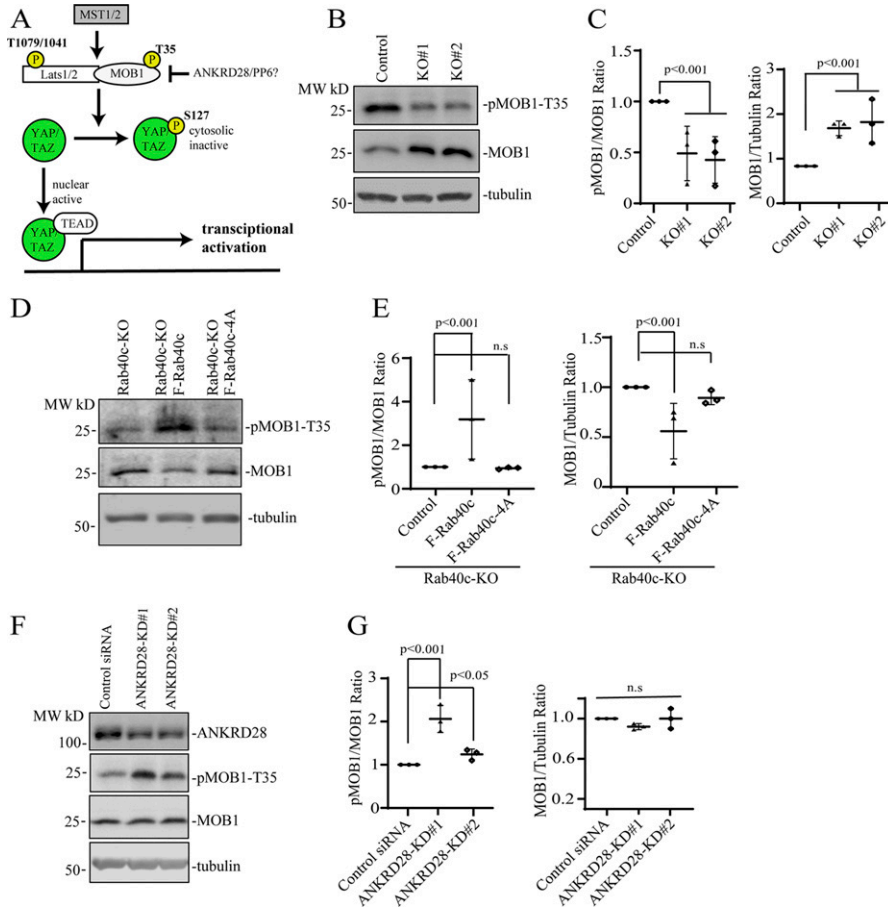 A
MST1/2
T1079/1041
P
P
T35
Lats1/2
MOB1
ANKRD28/PP6?
YAP/
TAZ
YAP/
TAZ
P
S127
cytosolic
inactive
nuclear
active
YAP/
TAZ
TEAD
transciptional
activation
B
MW kD
Control
KO#1
KO#2
25-
-pMOB1-T35
25-
-MOB1
50-
-tubulin
C
pMOB1/MOB1 Ratio
2.0
1.5
1.0
0.5
0
p<0.001
Control
KO#1
KO#2
MOB1/Tubulin Ratio
3
2
1
0
p<0.001
Control
KO#1
KO#2
D
MW kD
Rab40c-KO
Rab40c-KO
F-Rab40c
Rab40c-KO
F-Rab40c-4A
25-
-pMOB1-T35
25-
-MOB1
50-
-tubulin
E
pMOB1/MOB1 Ratio
6
4
2
1
0
p<0.001
n.s
Control
F-Rab40c
F-Rab40c-4A
Rab40c-KO
MOB1/Tubulin Ratio
1.5
1.0
0.5
0
p<0.001
n.s
Control
F-Rab40c
F-Rab40c-4A
Rab40c-KO
F
MW kD
Control siRNA
ANKRD28-KD#1
ANKRD28-KD#2
100-
-ANKRD28
25-
-pMOB1-T35
25-
-MOB1
50-
-tubulin
G
pMOB1/MOB1 Ratio
3
2
1
0
p<0.001
p<0.05
Control siRNA
ANKRD28-KD#1
ANKRD28-KD#2
MOB1/Tubulin Ratio
1.0
0.6
0.2
n.s
Control siRNA
ANKRD28-KD#1
ANKRD28-KD#2